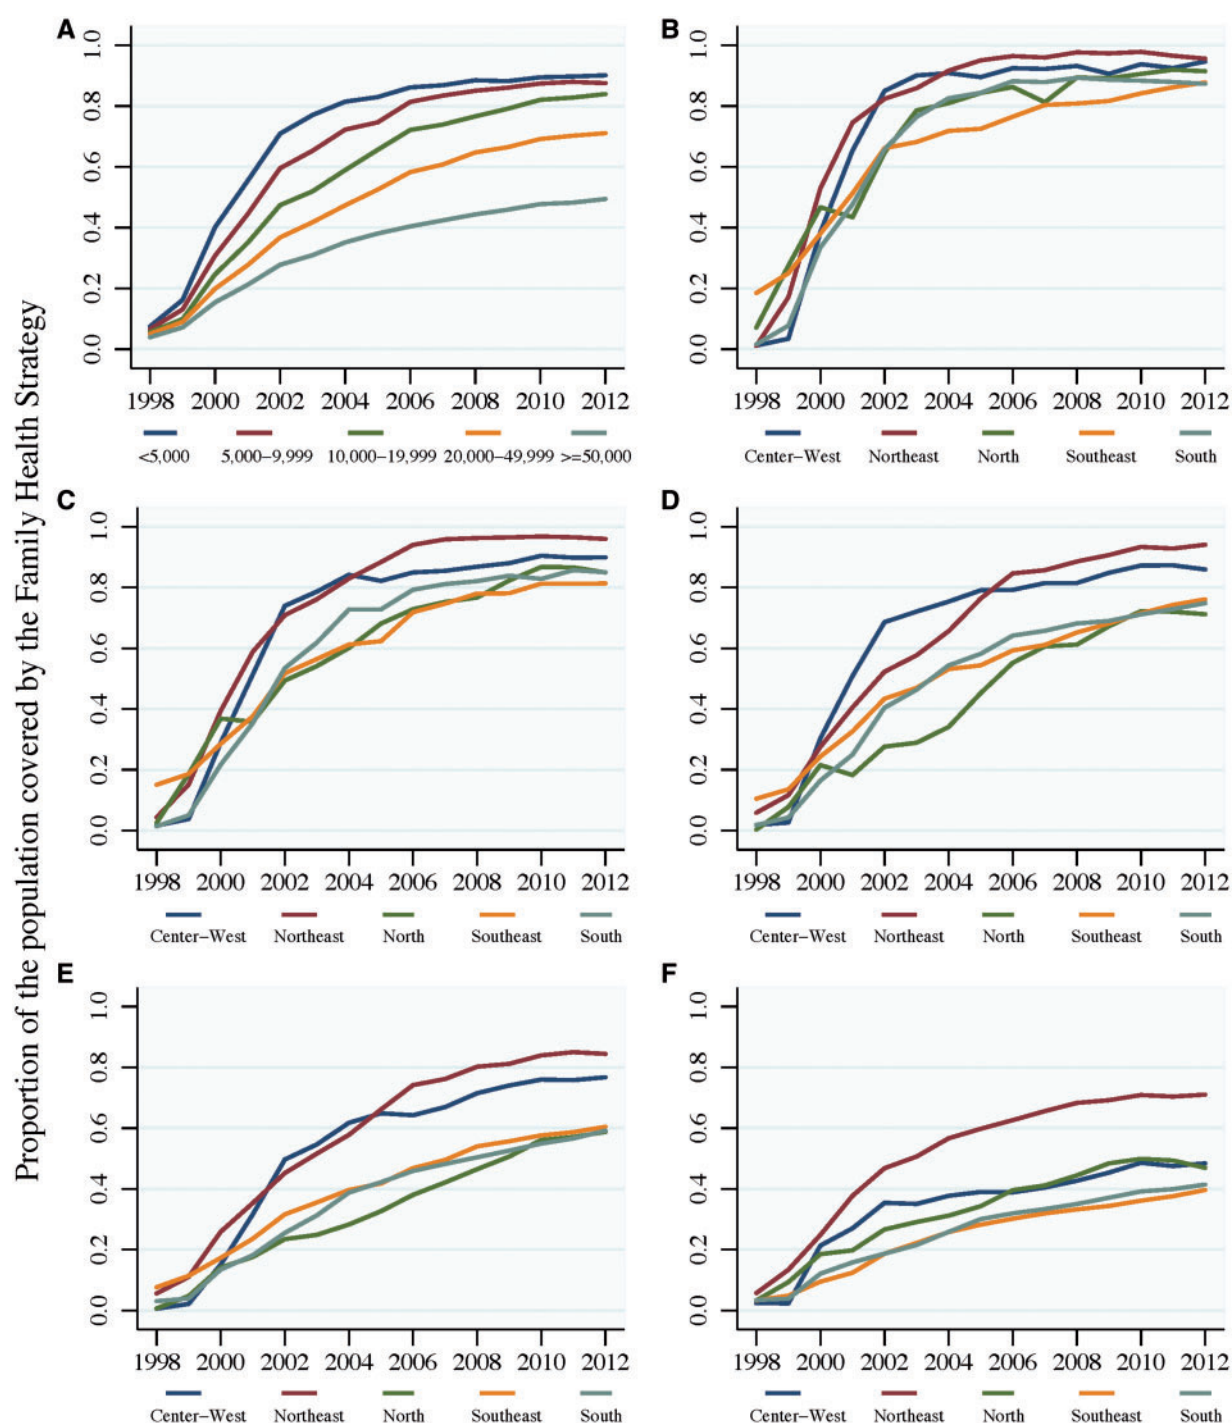 Proportion of the population covered by the Family Health Strategy
A
1.0
0.8
0.6
0.4
0.2
0.0
1998 2000 2002 2004 2006 2008 2010 2012
<5,000 5,000–9,999 10,000–19,999 20,000–49,999 >=50,000
B
1.0
0.8
0.6
0.4
0.2
0.0
1998 2000 2002 2004 2006 2008 2010 2012
Center–West Northeast North Southeast South
C
1.0
0.8
0.6
0.4
0.2
0.0
1998 2000 2002 2004 2006 2008 2010 2012
Center–West Northeast North Southeast South
D
1.0
0.8
0.6
0.4
0.2
0.0
1998 2000 2002 2004 2006 2008 2010 2012
Center–West Northeast North Southeast South
E
1.0
0.8
0.6
0.4
0.2
0.0
1998 2000 2002 2004 2006 2008 2010 2012
Center–West Northeast North Southeast South
F
1.0
0.8
0.6
0.4
0.2
0.0
1998 2000 2002 2004 2006 2008 2010 2012
Center–West Northeast North Southeast South